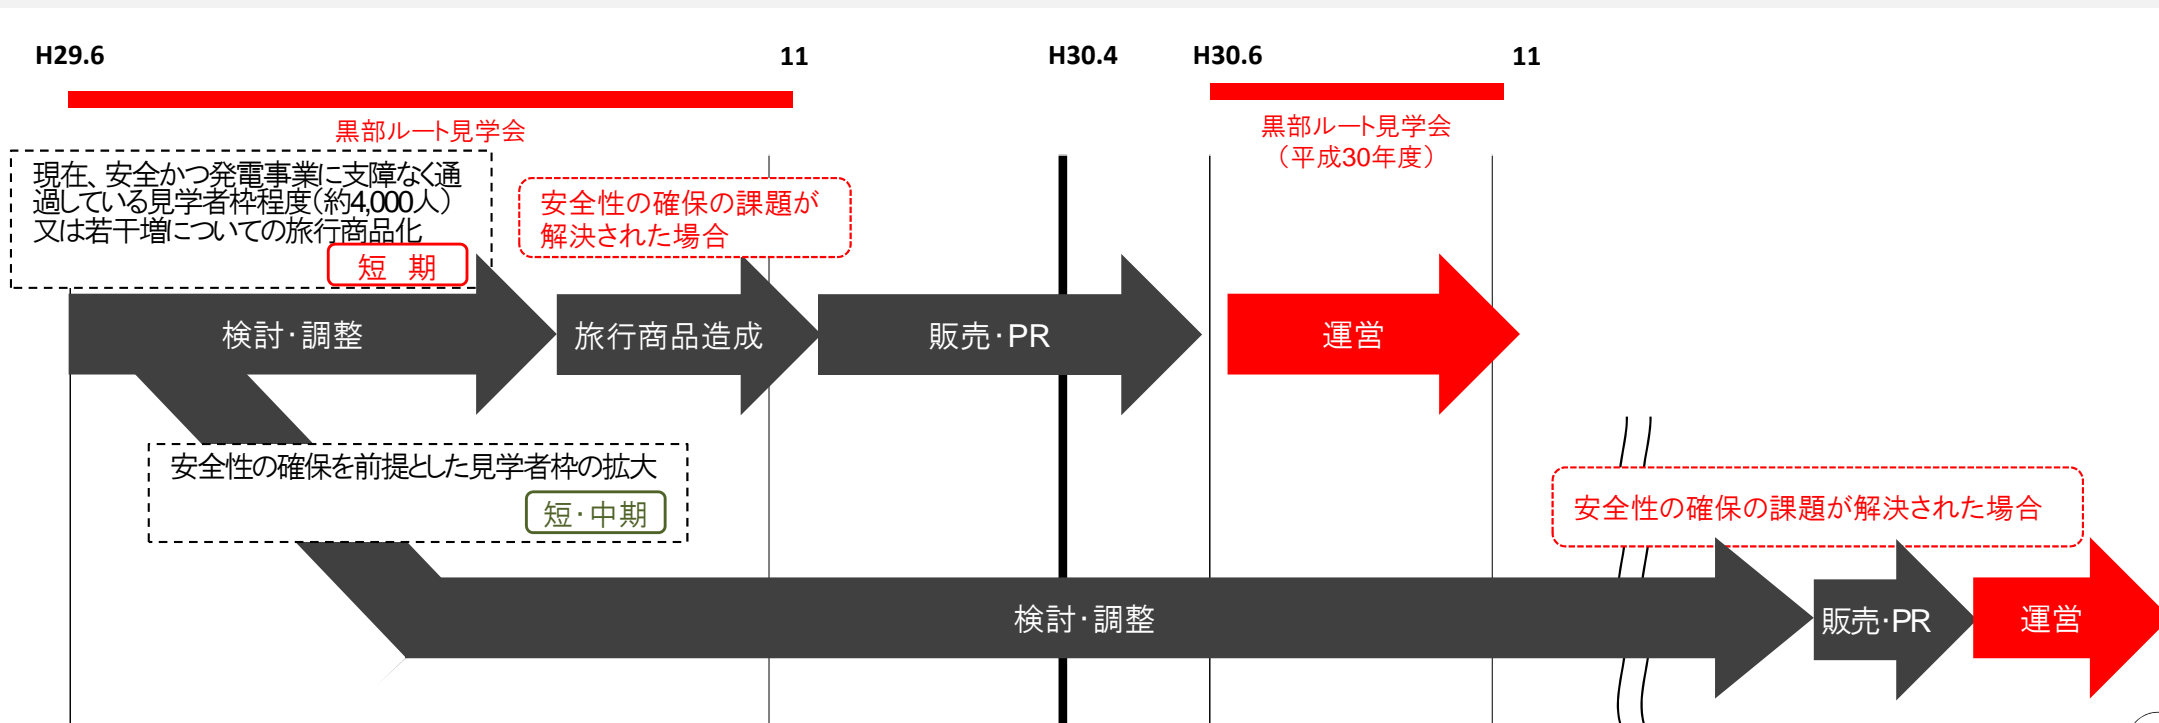 H29.6
11
H30.4
H30.6
11
黒部ルート見学会
黒部ルート見学会
（平成30年度）
現在、安全かつ発電事業に支障なく通
過している見学者枠程度（約4,000人）
又は若干増についての旅行商品化
短　期
安全性の確保の課題が
解決された場合
検討･調整
旅行商品造成
販売･PR
運営
安全性の確保を前提とした見学者枠の拡大
短･中期
安全性の確保の課題が解決された場合
検討･調整
販売･PR
運営